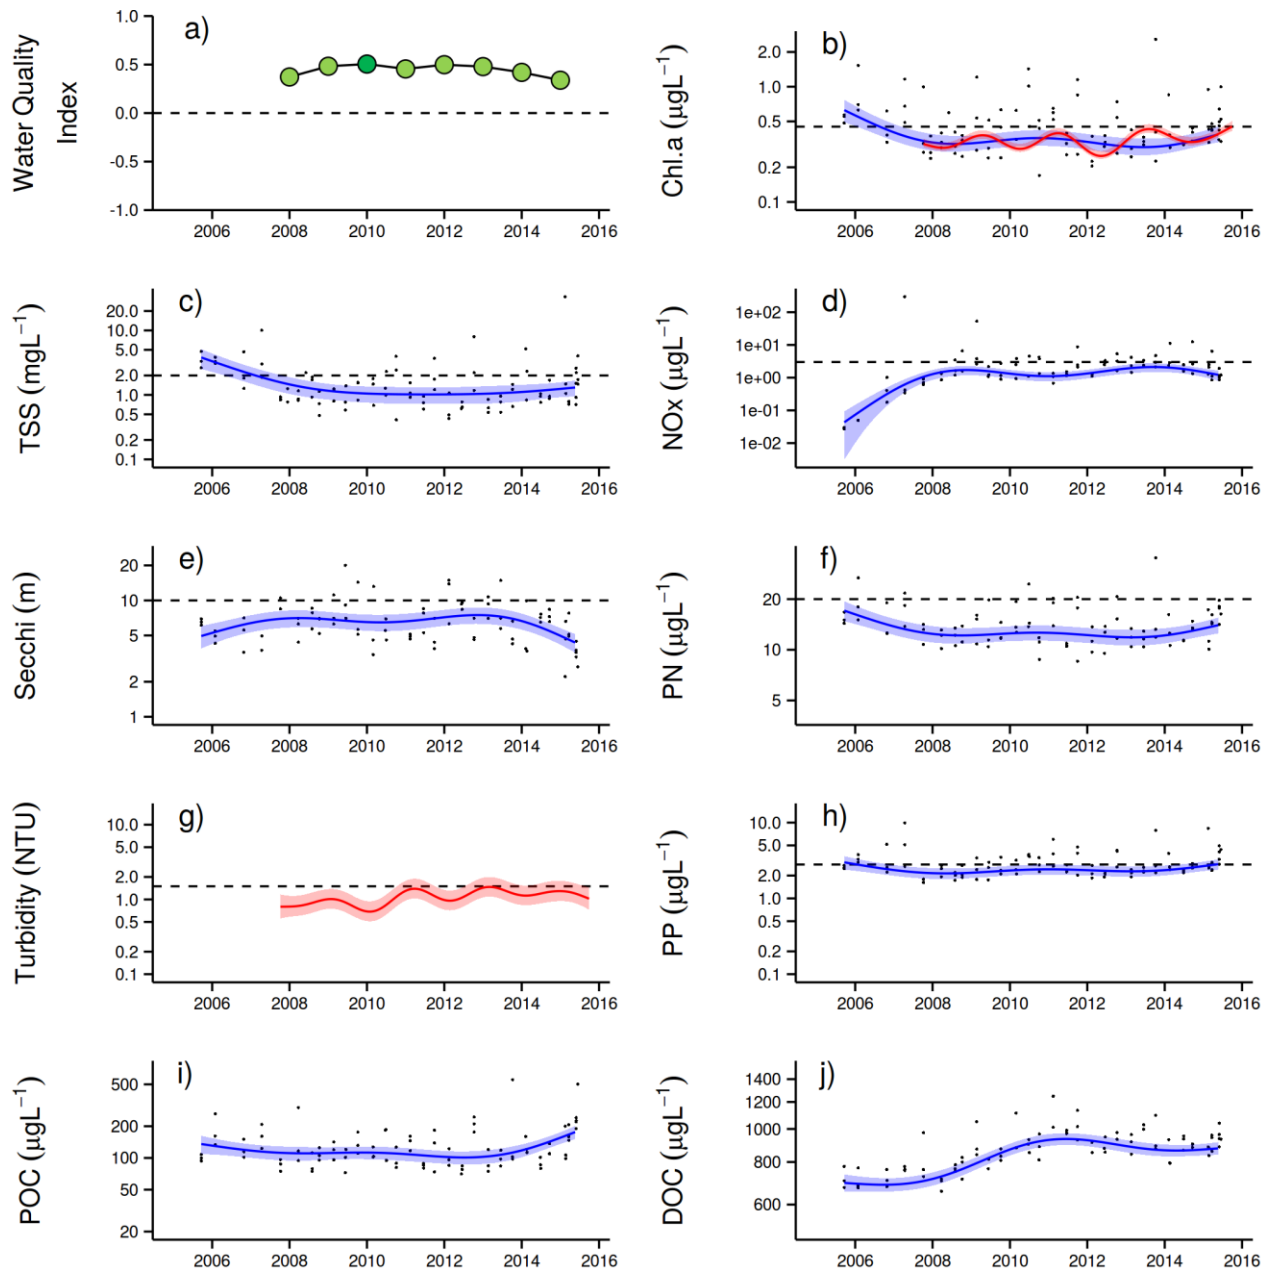 Water Quality
Index
a)
1.0
0.5
0.0
-0.5
-1.0
2006 2008 2010 2012 2014 2016
Chl.a (μgL⁻¹)
b)
2.0
1.0
0.5
0.2
0.1
2006 2008 2010 2012 2014 2016
TSS (mgL⁻¹)
c)
20.0
10.0
5.0
2.0
1.0
0.5
0.2
0.1
2006 2008 2010 2012 2014 2016
NOx (μgL⁻¹)
d)
1e+02
1e+01
1e+00
1e-01
1e-02
2006 2008 2010 2012 2014 2016
Secchi (m)
e)
20
10
5
2
1
2006 2008 2010 2012 2014 2016
PN (μgL⁻¹)
f)
20
10
5
2006 2008 2010 2012 2014 2016
Turbidity (NTU)
g)
10.0
5.0
2.0
1.0
0.5
0.2
0.1
2006 2008 2010 2012 2014 2016
PP (μgL⁻¹)
h)
10.0
5.0
2.0
1.0
0.5
0.2
0.1
2006 2008 2010 2012 2014 2016
POC (μgL⁻¹)
i)
500
200
100
50
20
2006 2008 2010 2012 2014 2016
DOC (μgL⁻¹)
j)
1400
1200
1000
800
600
2006 2008 2010 2012 2014 2016